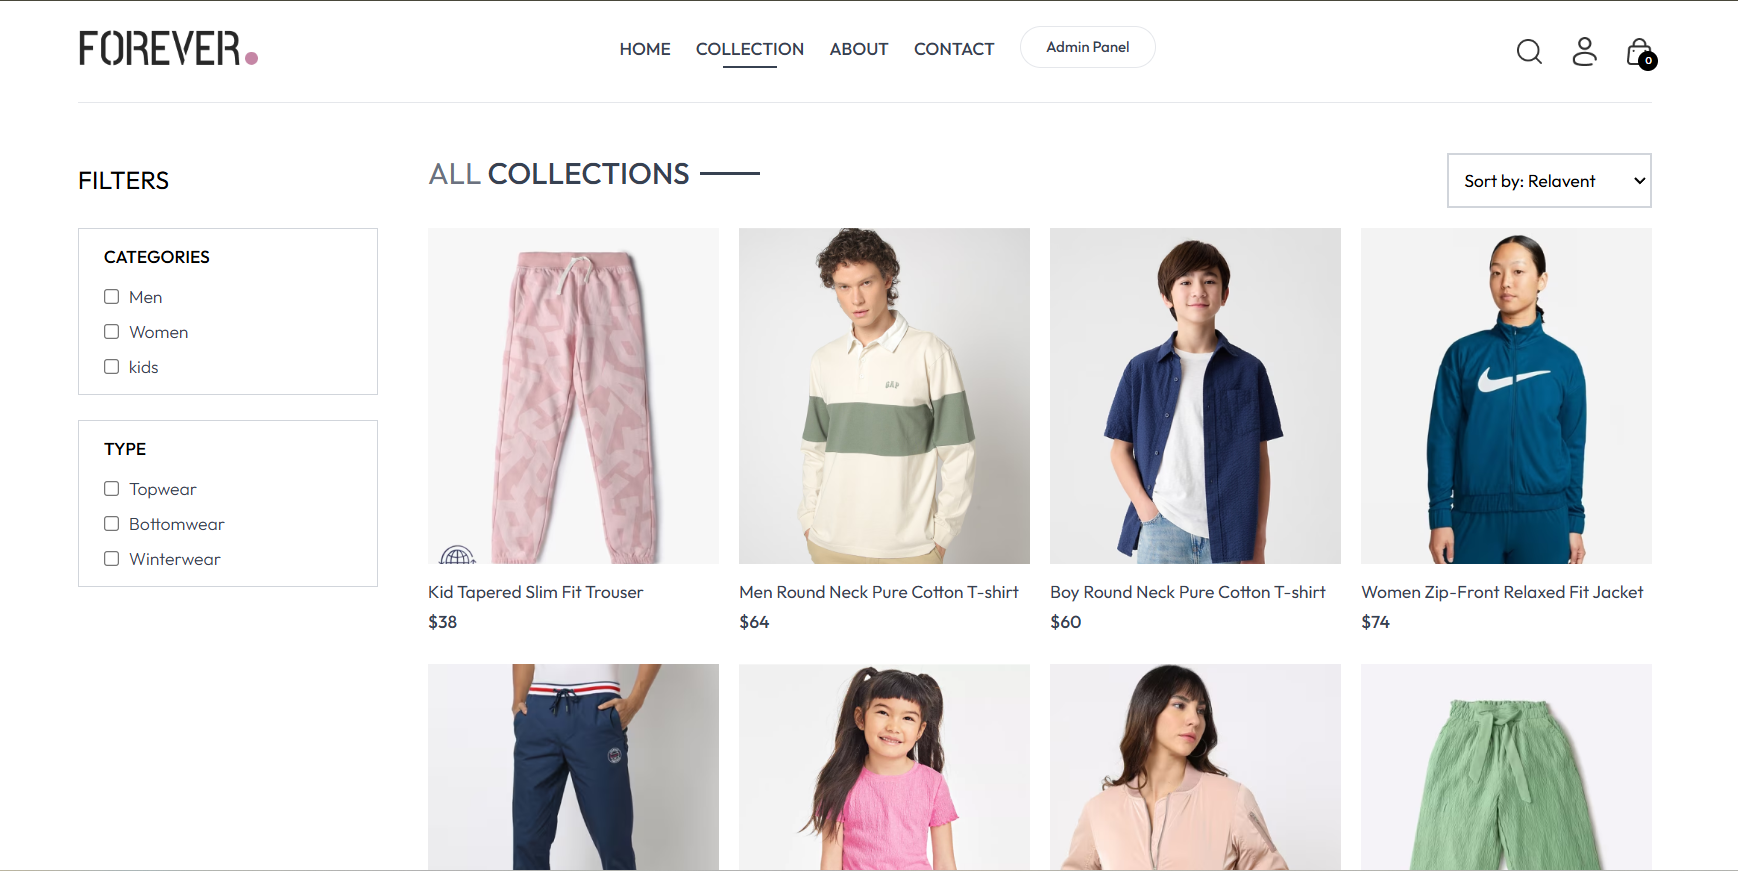 FOREVER.
HOME COLLECTION ABOUT CONTACT Admin Panel
0
FILTERS
CATEGORIES
Men
Women
kids
TYPE
Topwear
Bottomwear
Winterwear
ALL COLLECTIONS
Sort by: Relavent
GAP
Kid Tapered Slim Fit Trouser
$38
Men Round Neck Pure Cotton T-shirt
$64
Boy Round Neck Pure Cotton T-shirt
$60
Women Zip-Front Relaxed Fit Jacket
$74